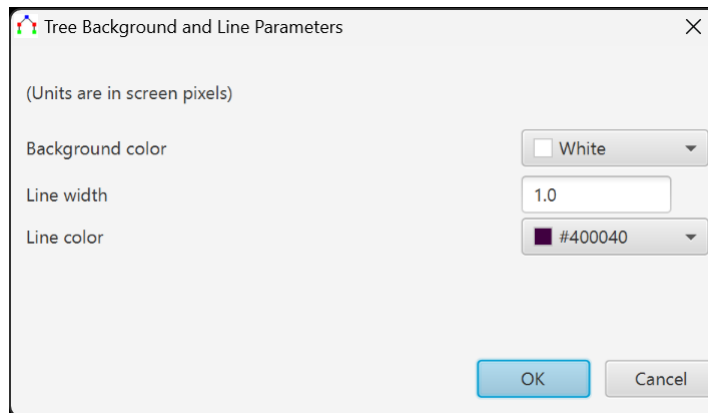 Tree Background and Line Parameters
(Units are in screen pixels)
Background color White
Line width 1.0
Line color #400040
OK Cancel